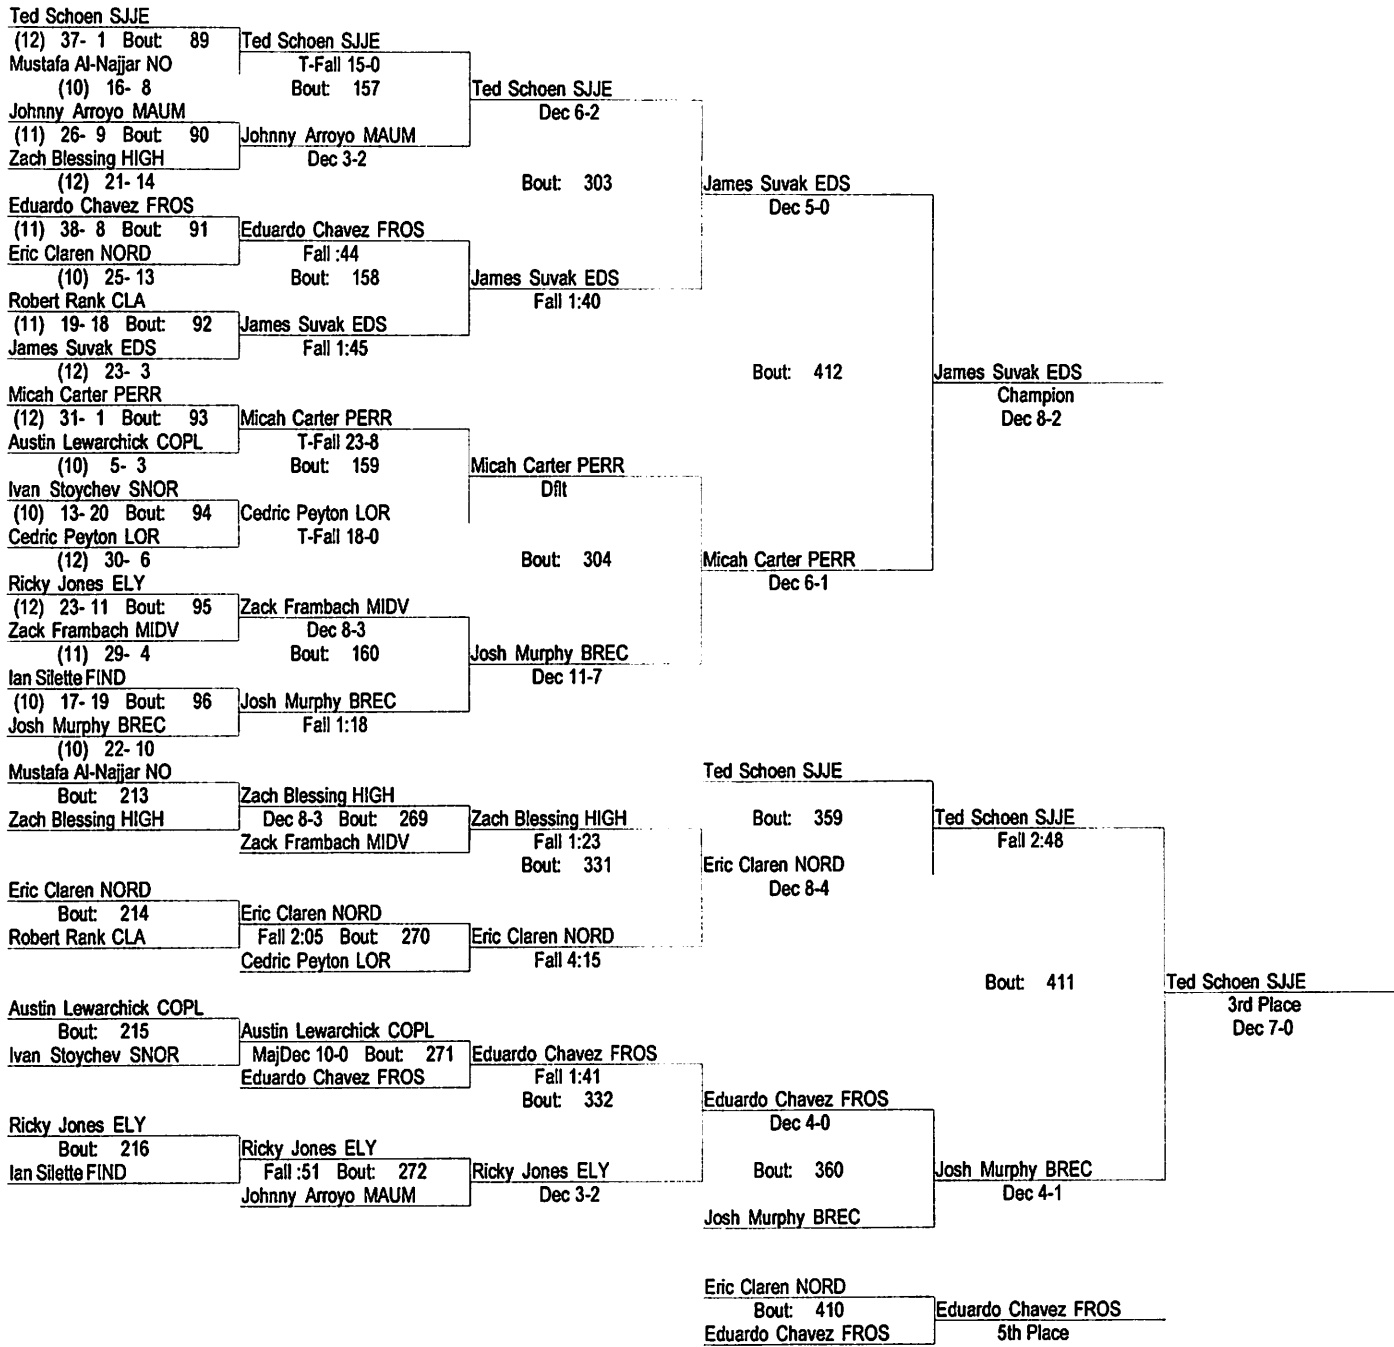 Ted Schoen SJJE
(12) 37- 1 Bout: 89
Mustafa Al-Najjar NO
(10) 16- 8
Johnny Arroyo MAUM
(11) 26- 9 Bout: 90
Zach Blessing HIGH
(12) 21- 14
Eduardo Chavez FROS
(11) 38- 8 Bout: 91
Eric Claren NORD
(10) 25- 13
Robert Rank CLA
(11) 19- 18 Bout: 92
James Suvak EDS
(12) 23- 3
Micah Carter PERR
(12) 31- 1 Bout: 93
Austin Lewarchick COPL
(10) 5- 3
Ivan Stoychev SNOR
(10) 13- 20 Bout: 94
Cedric Peyton LOR
(12) 30- 6
Ricky Jones ELY
(12) 23- 11 Bout: 95
Zack Frambach MIDV
(11) 29- 4
Ian Silette FIND
(10) 17- 19 Bout: 96
Josh Murphy BREC
(10) 22- 10
Ted Schoen SJJE
T-Fall 15-0
Bout: 157
Johnny Arroyo MAUM
Dec 3-2
Eduardo Chavez FROS
Fall :44
Bout: 158
James Suvak EDS
Fall 1:45
Micah Carter PERR
T-Fall 23-8
Bout: 159
Cedric Peyton LOR
T-Fall 18-0
Zack Frambach MIDV
Dec 8-3
Bout: 160
Josh Murphy BREC
Fall 1:18
Ted Schoen SJJE
Dec 6-2
Bout: 303
James Suvak EDS
Fall 1:40
Micah Carter PERR
Dflt
Bout: 304
Josh Murphy BREC
Dec 11-7
James Suvak EDS
Dec 5-0
Bout: 412
Micah Carter PERR
Dec 6-1
James Suvak EDS
Champion
Dec 8-2
Mustafa Al-Najjar NO
Bout: 213
Zach Blessing HIGH
Eric Claren NORD
Bout: 214
Robert Rank CLA
Austin Lewarchick COPL
Bout: 215
Ivan Stoychev SNOR
Ricky Jones ELY
Bout: 216
Ian Silette FIND
Zach Blessing HIGH
Dec 8-3 Bout: 269
Zack Frambach MIDV
Eric Claren NORD
Fall 2:05 Bout: 270
Cedric Peyton LOR
Austin Lewarchick COPL
MajDec 10-0 Bout: 271
Eduardo Chavez FROS
Ricky Jones ELY
Fall :51 Bout: 272
Johnny Arroyo MAUM
Zach Blessing HIGH
Fall 1:23
Bout: 331
Eric Claren NORD
Fall 4:15
Eduardo Chavez FROS
Fall 1:41
Bout: 332
Ricky Jones ELY
Dec 3-2
Ted Schoen SJJE
Bout: 359
Eric Claren NORD
Dec 8-4
Eduardo Chavez FROS
Dec 4-0
Bout: 360
Josh Murphy BREC
Ted Schoen SJJE
Fall 2:48
Bout: 411
Josh Murphy BREC
Dec 4-1
Ted Schoen SJJE
3rd Place
Dec 7-0
Eric Claren NORD
Bout: 410
Eduardo Chavez FROS
Eduardo Chavez FROS
5th Place